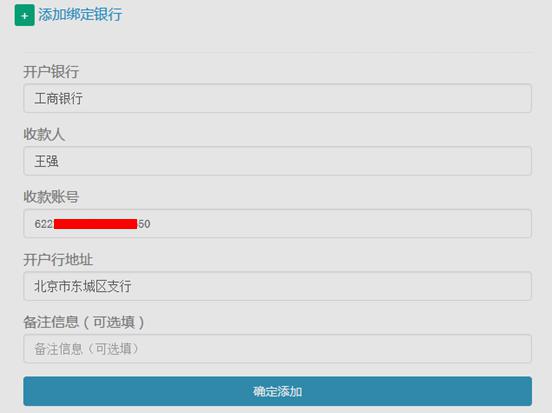 + 添加绑定银行
开户银行
工商银行
收款人
王强
收款账号
622 50
开户行地址
北京市东城区支行
备注信息（可选填）
备注信息（可选填）
确定添加